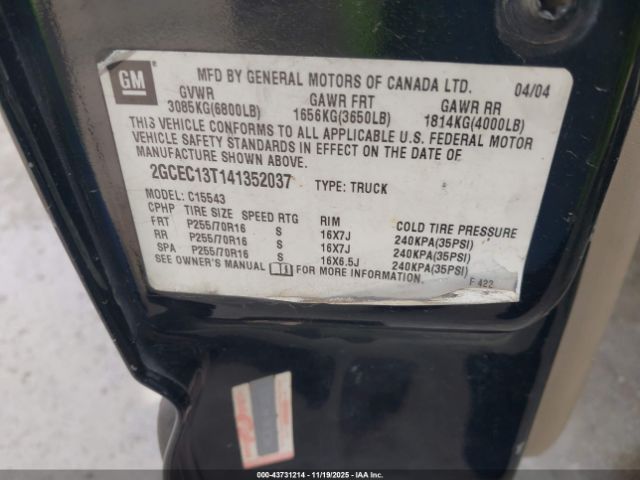 GM
MFD BY GENERAL MOTORS OF CANADA LTD. 04/04
GVWR GAWR FRT GAWR RR
3085KG(6800LB) 1656KG(3650LB) 1814KG(4000LB)
THIS VEHICLE CONFORMS TO ALL APPLICABLE U.S. FEDERAL MOTOR
VEHICLE SAFETY STANDARDS IN EFFECT ON THE DATE OF
MANUFACTURE SHOWN ABOVE.
2GCEC13T141352037 TYPE: TRUCK
MODEL: C15543
CPHP TIRE SIZE SPEED RTG RIM COLD TIRE PRESSURE
FRT P255/70R16 S 16X7J 240KPA(35PSI)
RR P255/70R16 S 16X7J 240KPA(35PSI)
SPA P255/70R16 S 16X6.5J 240KPA(35PSI)
SEE OWNER'S MANUAL FOR MORE INFORMATION.
F 422
000-43731214 - 11/19/2025 - IAAI.COM